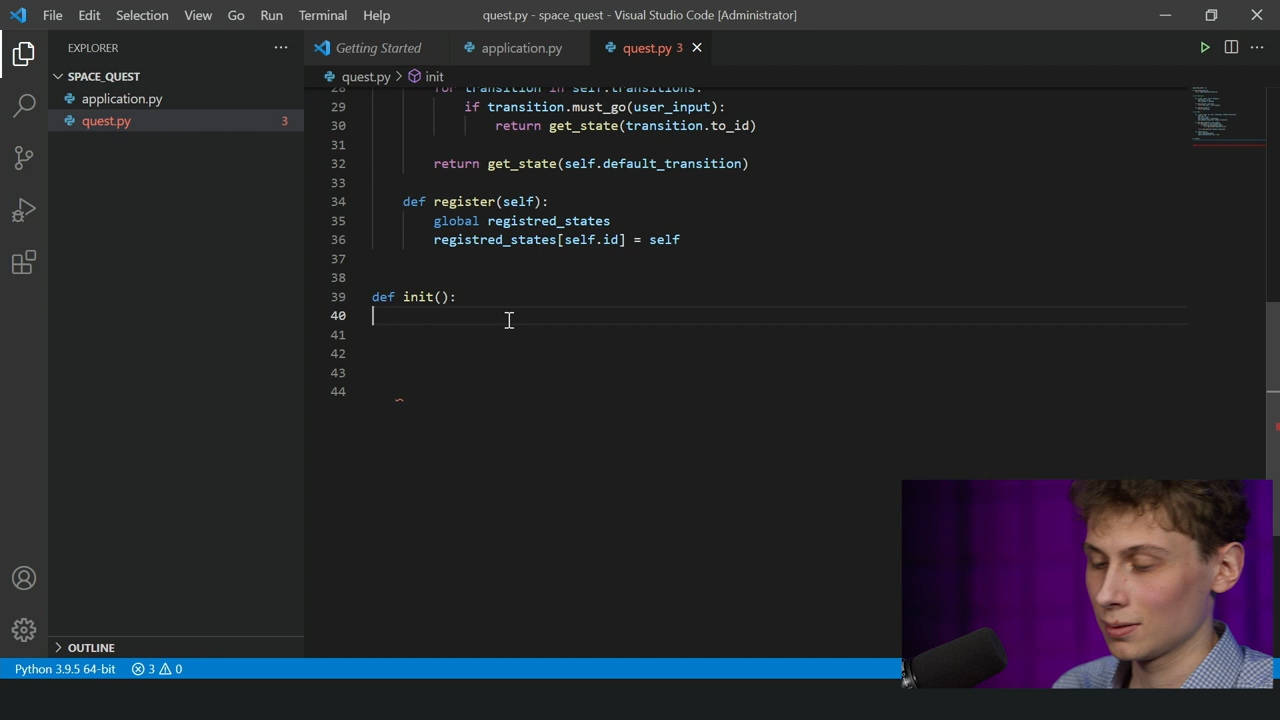 File Edit Selection View Go Run Terminal Help quest.py - space_quest - Visual Studio Code [Administrator]
EXPLORER ··· Getting Started application.py quest.py 3
SPACE_QUEST quest.py > init
application.py
quest.py 3
28 for transition in self.transitions:
29 if transition.must_go(user_input):
30 return get_state(transition.to_id)
31
32 return get_state(self.default_transition)
33
34 def register(self):
35 global registred_states
36 registred_states[self.id] = self
37
38
39 def init():
40
41
42
43
44
OUTLINE
Python 3.9.5 64-bit 3 0